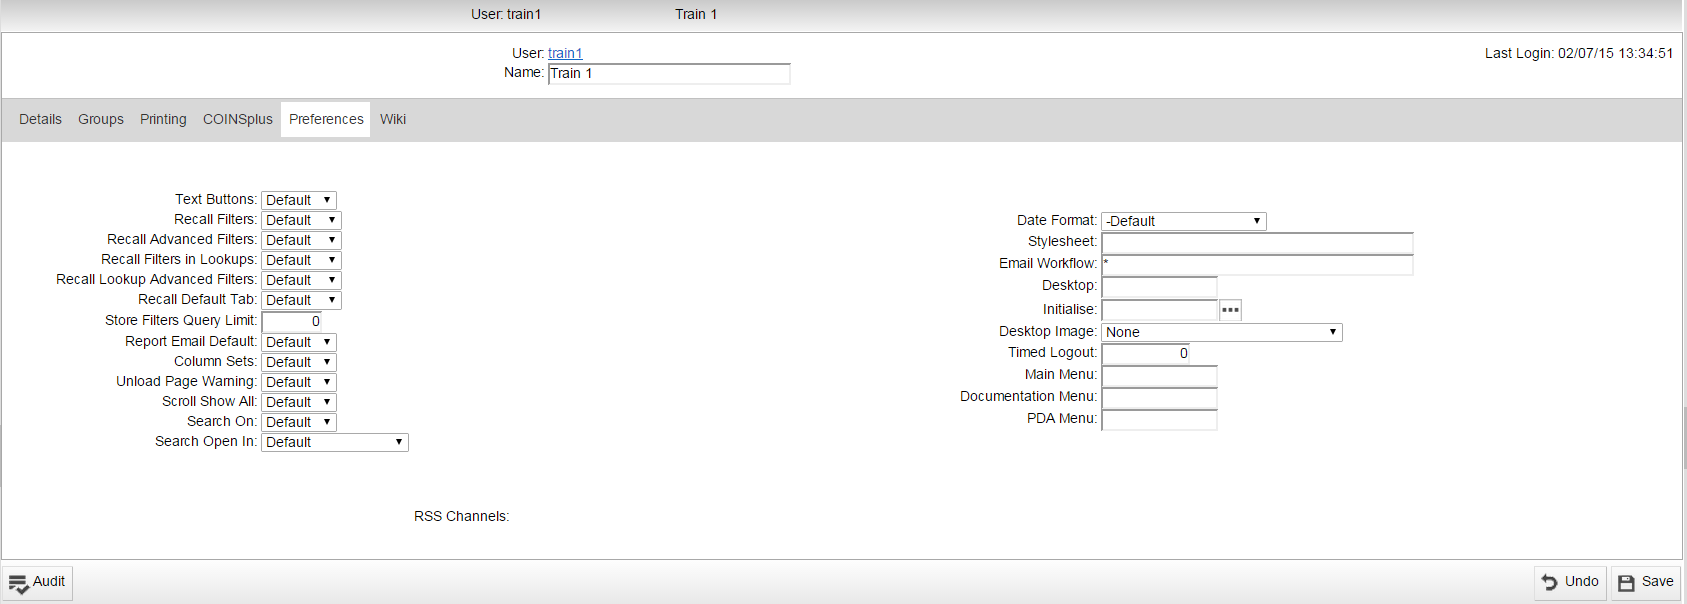 User: train1 Train 1
User: train1 Last Login: 02/07/15 13:34:51
Name: Train 1
Details Groups Printing COINSplus Preferences Wiki
Text Buttons: Default
Recall Filters: Default
Recall Advanced Filters: Default
Recall Filters in Lookups: Default
Recall Lookup Advanced Filters: Default
Recall Default Tab: Default
Store Filters Query Limit: 0
Report Email Default: Default
Column Sets: Default
Unload Page Warning: Default
Scroll Show All: Default
Search On: Default
Search Open In: Default
Date Format: -Default
Stylesheet:
Email Workflow: *
Desktop:
Initialise:
Desktop Image: None
Timed Logout: 0
Main Menu:
Documentation Menu:
PDA Menu:
RSS Channels:
Audit Undo Save